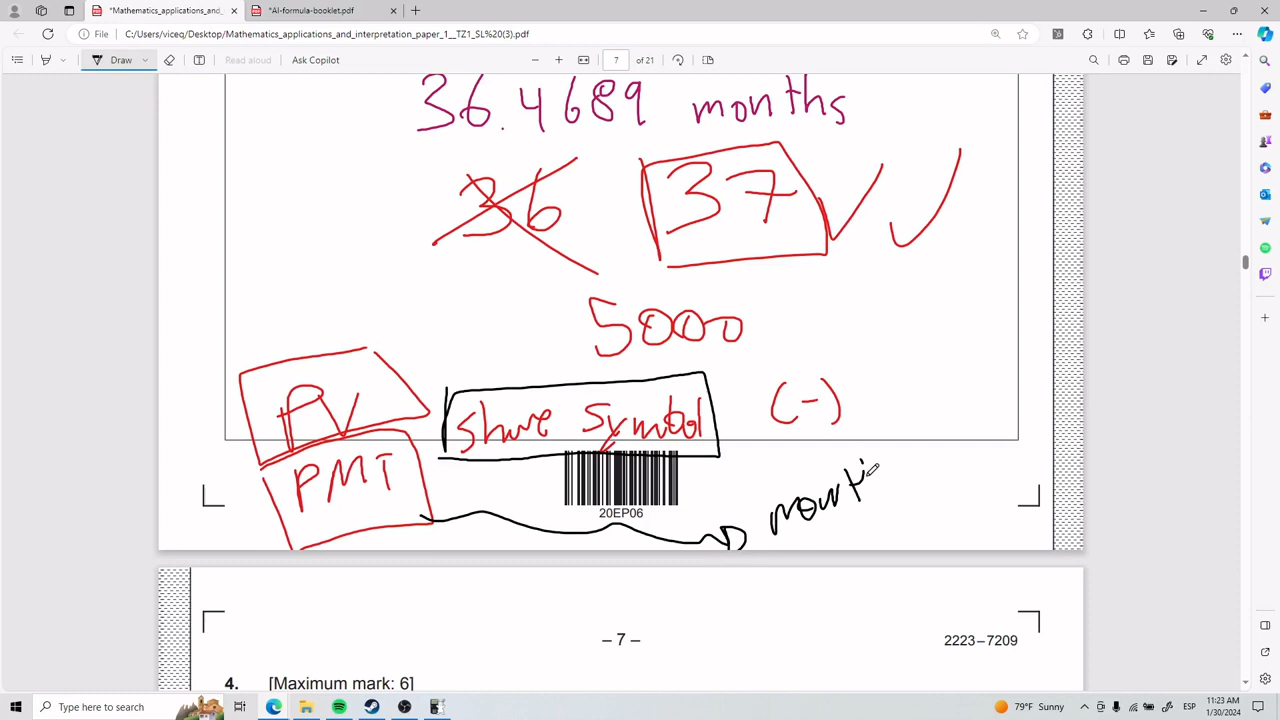 *Mathematics_applications_and_
*AI-formula-booklet.pdf
File
C:/Users/viceq/Desktop/Mathematics_applications_and_interpretation_paper_1__TZ1_SL%20(3).pdf
Draw
Read aloud
Ask Copilot
7
of 21
36.4689 months
36
37
5000
PV
share symbol
(-)
PMT
20EP06
– 7 –
2223–7209
4.
[Maximum mark: 6]
Type here to search
79°F Sunny
ESP
11:23 AM
1/30/2024